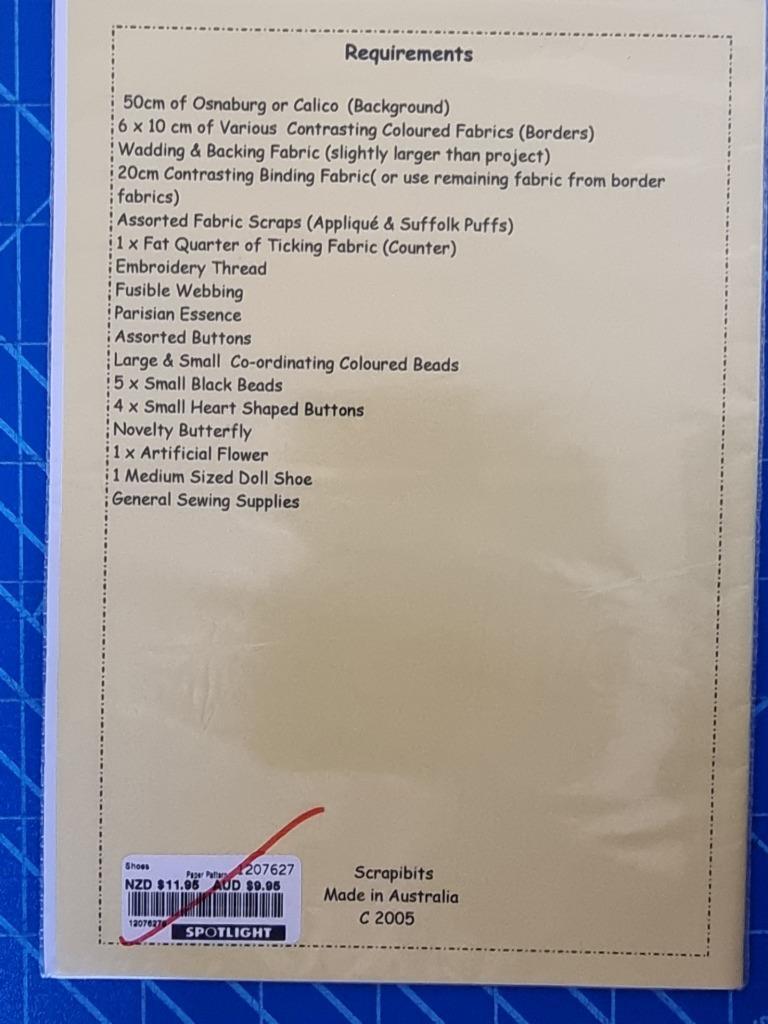 Requirements
50cm of Osnaburg or Calico (Background)
6 x 10 cm of Various Contrasting Coloured Fabrics (Borders)
Wadding & Backing Fabric (slightly larger than project)
20cm Contrasting Binding Fabric( or use remaining fabric from border
fabrics)
Assorted Fabric Scraps (Appliqué & Suffolk Puffs)
1 x Fat Quarter of Ticking Fabric (Counter)
Embroidery Thread
Fusible Webbing
Parisian Essence
Assorted Buttons
Large & Small Co-ordinating Coloured Beads
5 x Small Black Beads
4 x Small Heart Shaped Buttons
Novelty Butterfly
1 x Artificial Flower
1 Medium Sized Doll Shoe
General Sewing Supplies
Shoes
Paper Pattern 1207627
NZD $11.95 AUD $9.95
SPOTLIGHT
Scrapibits
Made in Australia
C 2005